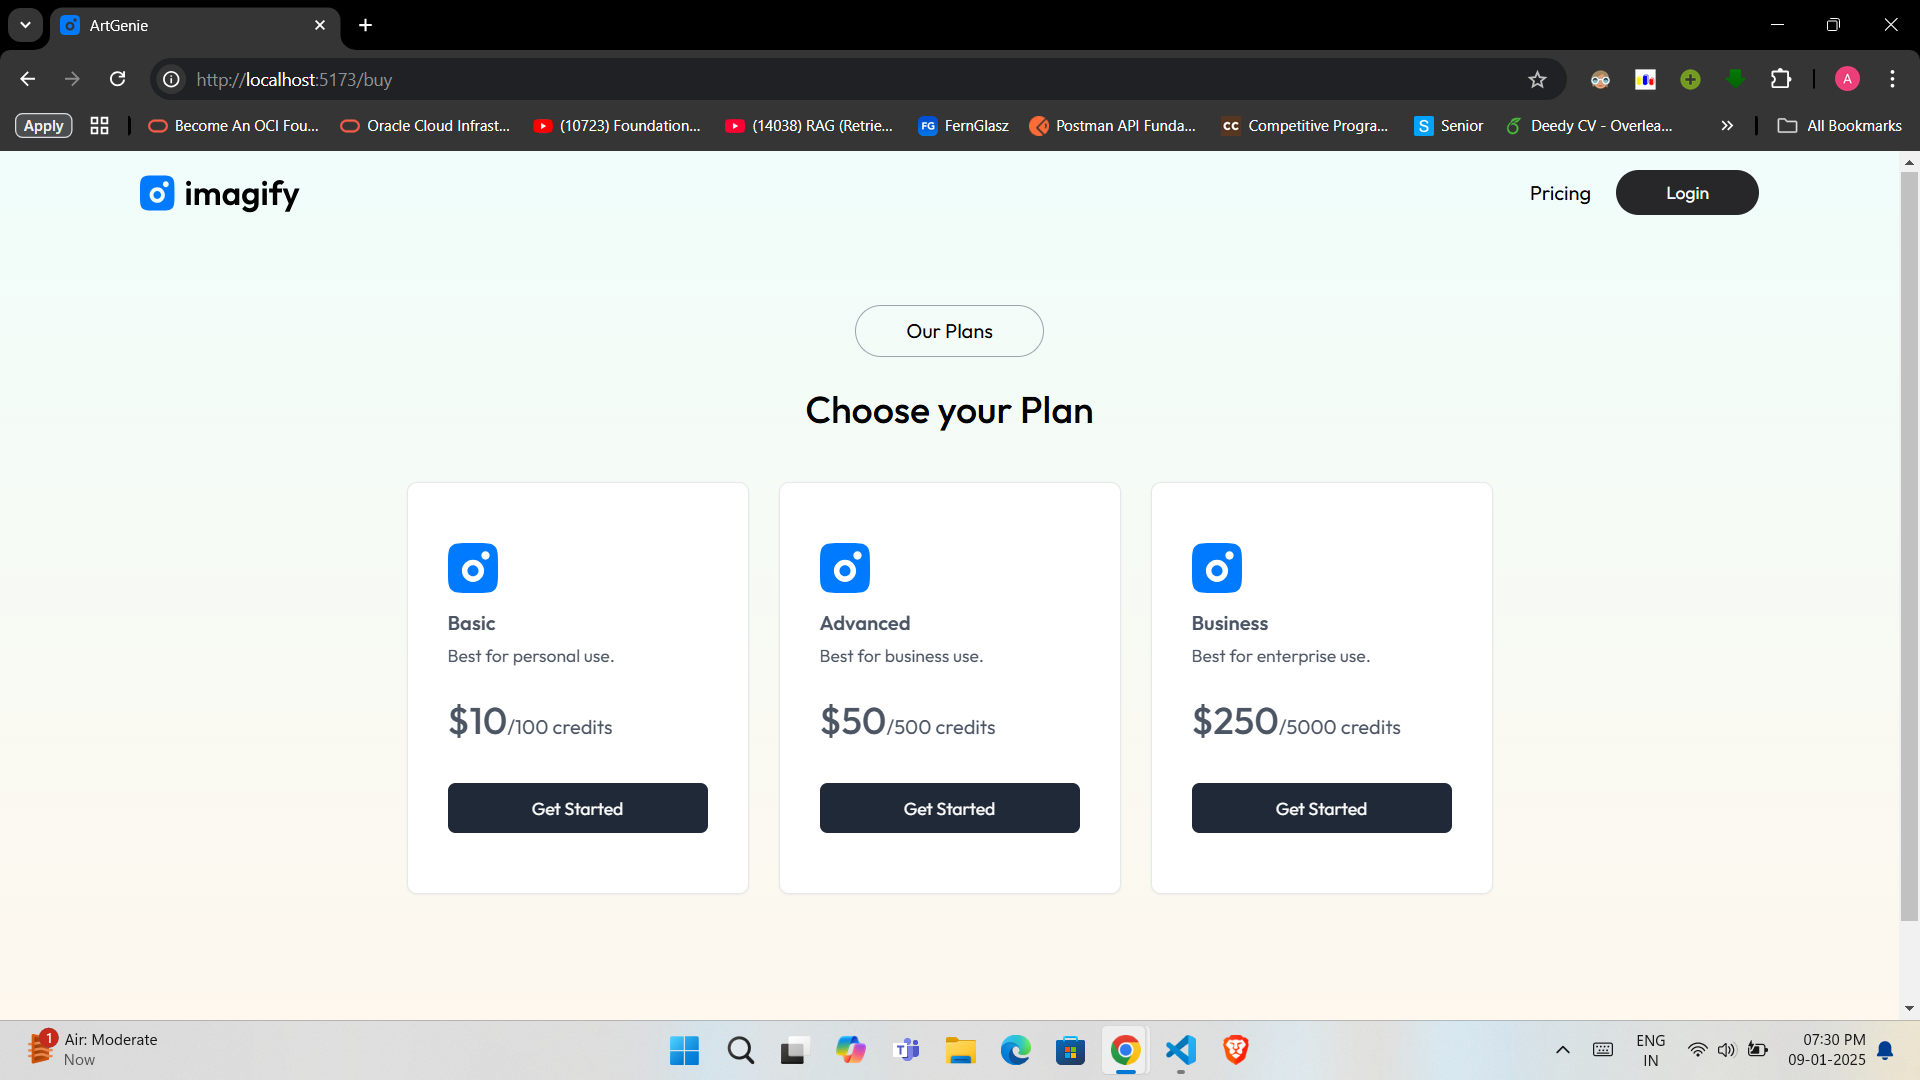 ArtGenie
http://localhost:5173/buy
A
Apply
Become An OCI Fou...
Oracle Cloud Infrast...
(10723) Foundation...
(14038) RAG (Retrie...
FG FernGlasz
Postman API Funda...
CC Competitive Progra...
S Senior
Deedy CV - Overlea...
All Bookmarks
imagify
Pricing
Login
Our Plans
Choose your Plan
Basic
Best for personal use.
$10/100 credits
Get Started
Advanced
Best for business use.
$50/500 credits
Get Started
Business
Best for enterprise use.
$250/5000 credits
Get Started
1
Air: Moderate
Now
ENG
IN
07:30 PM
09-01-2025